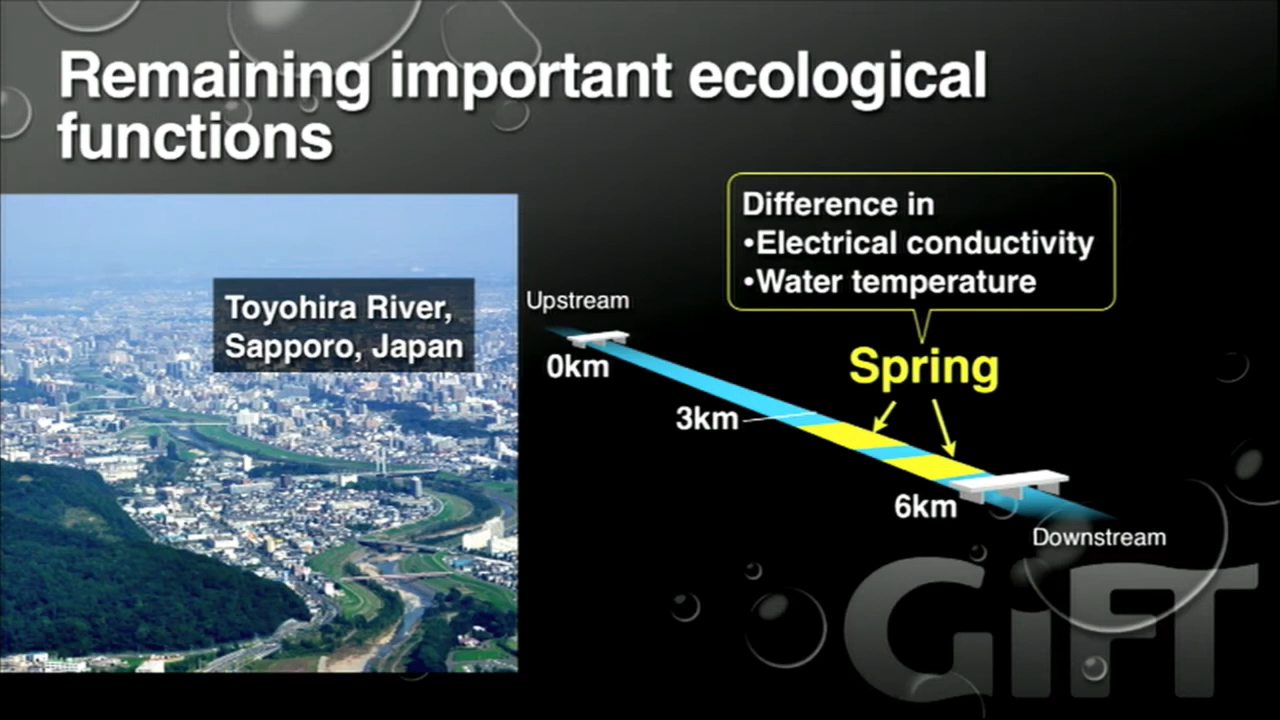 Remaining important ecological
functions
Toyohira River,
Sapporo, Japan
Difference in
•Electrical conductivity
•Water temperature
Upstream
0km
Spring
3km
6km
Downstream
GiFT